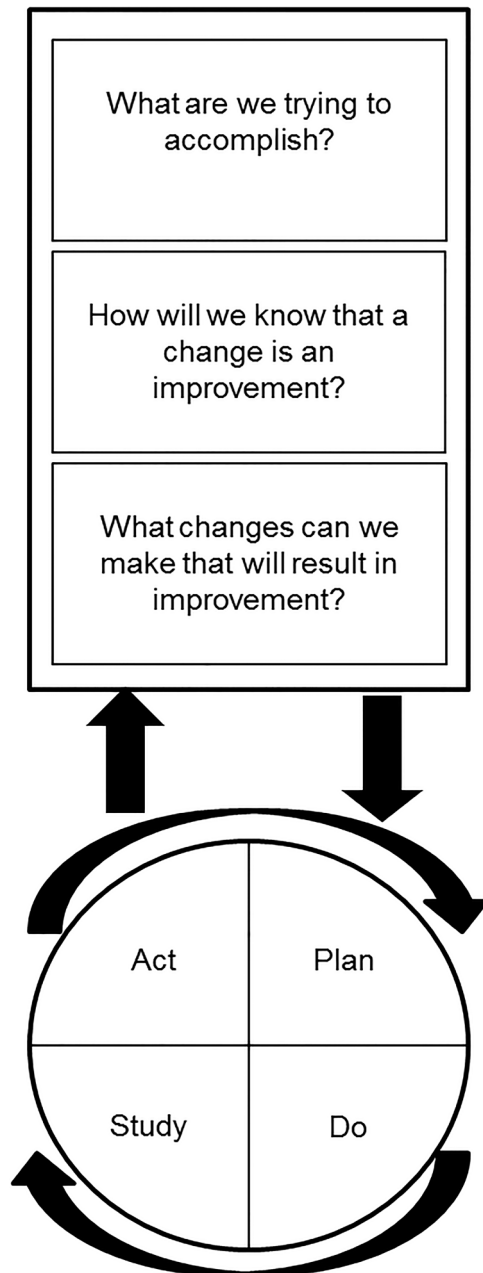 What are we trying to
accomplish?
How will we know that a
change is an
improvement?
What changes can we
make that will result in
improvement?
Act
Plan
Study
Do